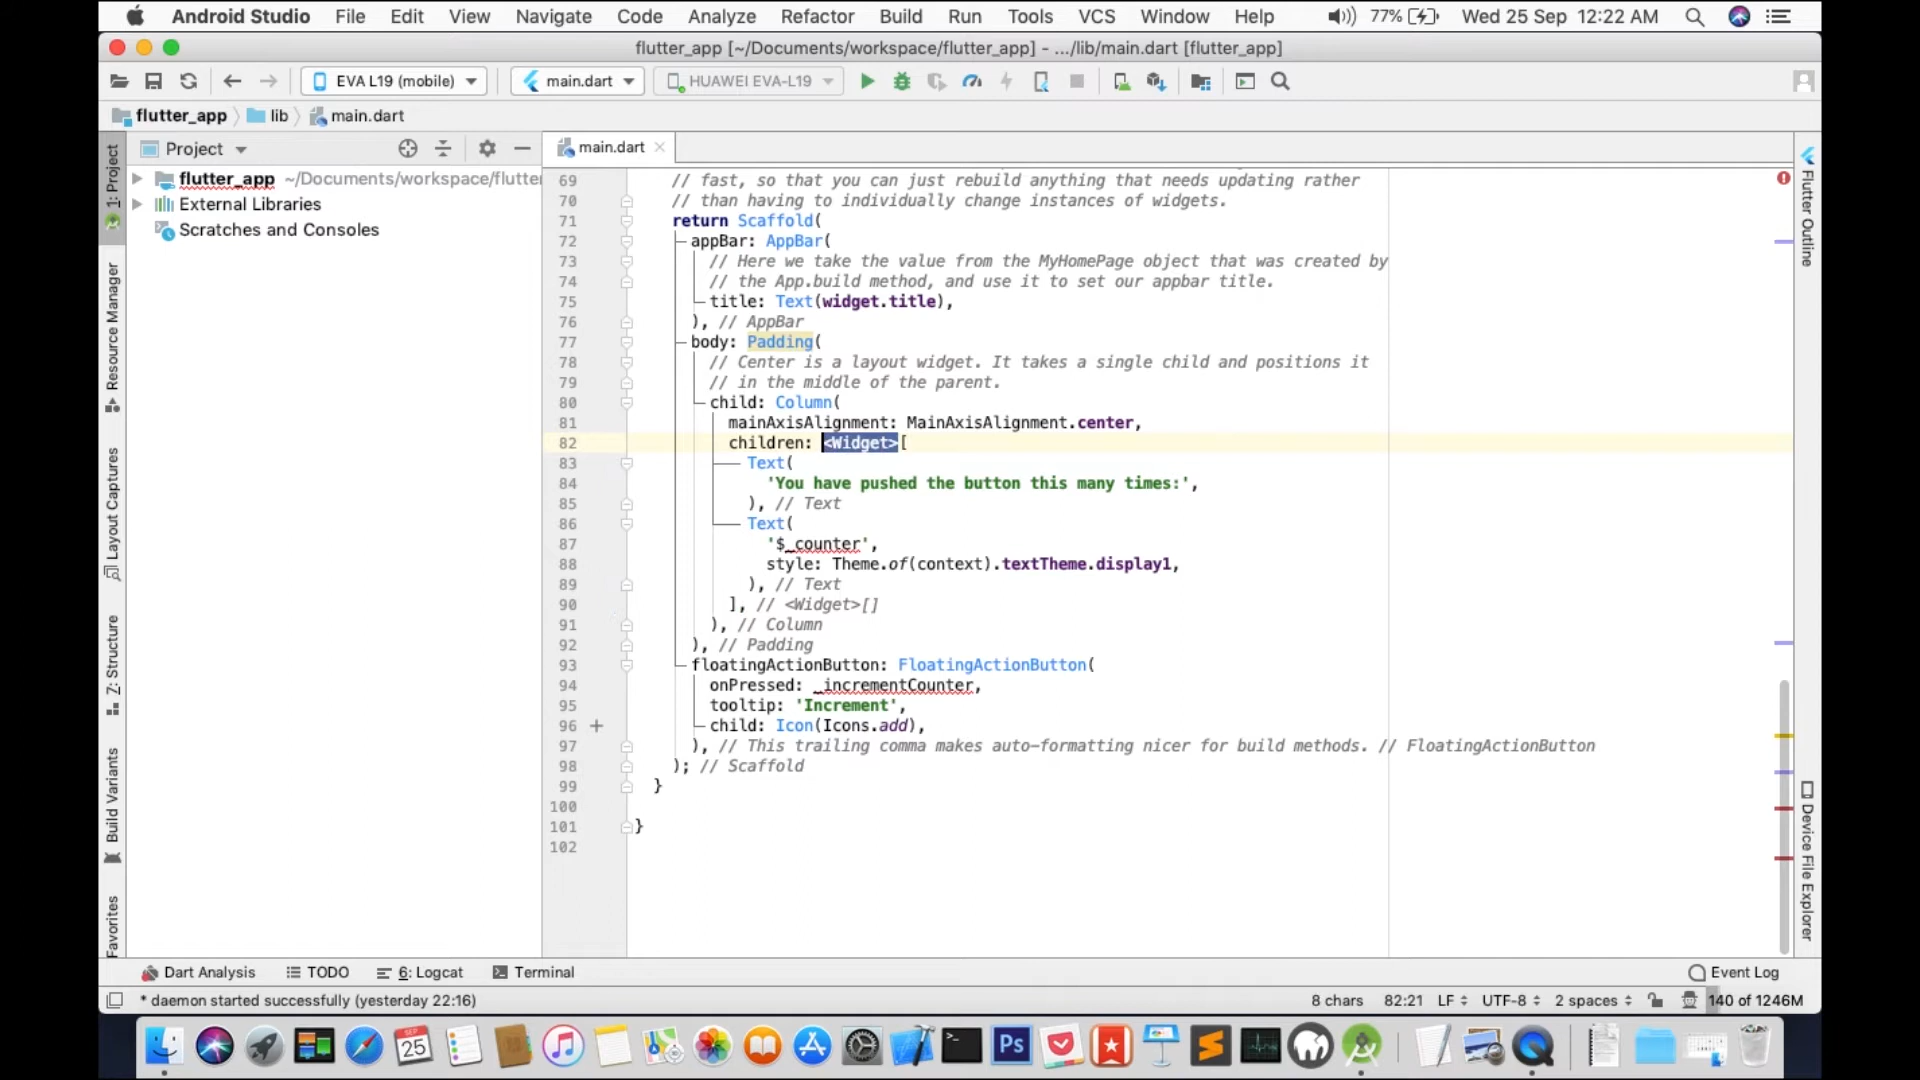 Android Studio File Edit View Navigate Code Analyze Refactor Build Run Tools VCS Window Help 77% Wed 25 Sep 12:22 AM
flutter_app [~/Documents/workspace/flutter_app] - .../lib/main.dart [flutter_app]
EVA L19 (mobile) main.dart HUAWEI EVA-L19
flutter_app lib main.dart
Project
main.dart
flutter_app ~/Documents/workspace/flutter
External Libraries
Scratches and Consoles
1: Project
Resource Manager
Layout Captures
Z: Structure
Build Variants
Favorites
69 // fast, so that you can just rebuild anything that needs updating rather
70 // than having to individually change instances of widgets.
71 return Scaffold(
72 appBar: AppBar(
73 // Here we take the value from the MyHomePage object that was created by
74 // the App.build method, and use it to set our appbar title.
75 title: Text(widget.title),
76 ), // AppBar
77 body: Padding(
78 // Center is a layout widget. It takes a single child and positions it
79 // in the middle of the parent.
80 child: Column(
81 mainAxisAlignment: MainAxisAlignment.center,
82 children: <Widget>[
83 Text(
84 'You have pushed the button this many times:',
85 ), // Text
86 Text(
87 '$_counter',
88 style: Theme.of(context).textTheme.display1,
89 ), // Text
90 ], // <Widget>[]
91 ), // Column
92 ), // Padding
93 floatingActionButton: FloatingActionButton(
94 onPressed: _incrementCounter,
95 tooltip: 'Increment',
96 child: Icon(Icons.add),
97 ), // This trailing comma makes auto-formatting nicer for build methods. // FloatingActionButton
98 ); // Scaffold
99 }
100
101 }
102
Flutter Outline
Device File Explorer
Dart Analysis TODO 6: Logcat Terminal Event Log
* daemon started successfully (yesterday 22:16) 8 chars 82:21 LF UTF-8 2 spaces 140 of 1246M
SEP
25
Ps